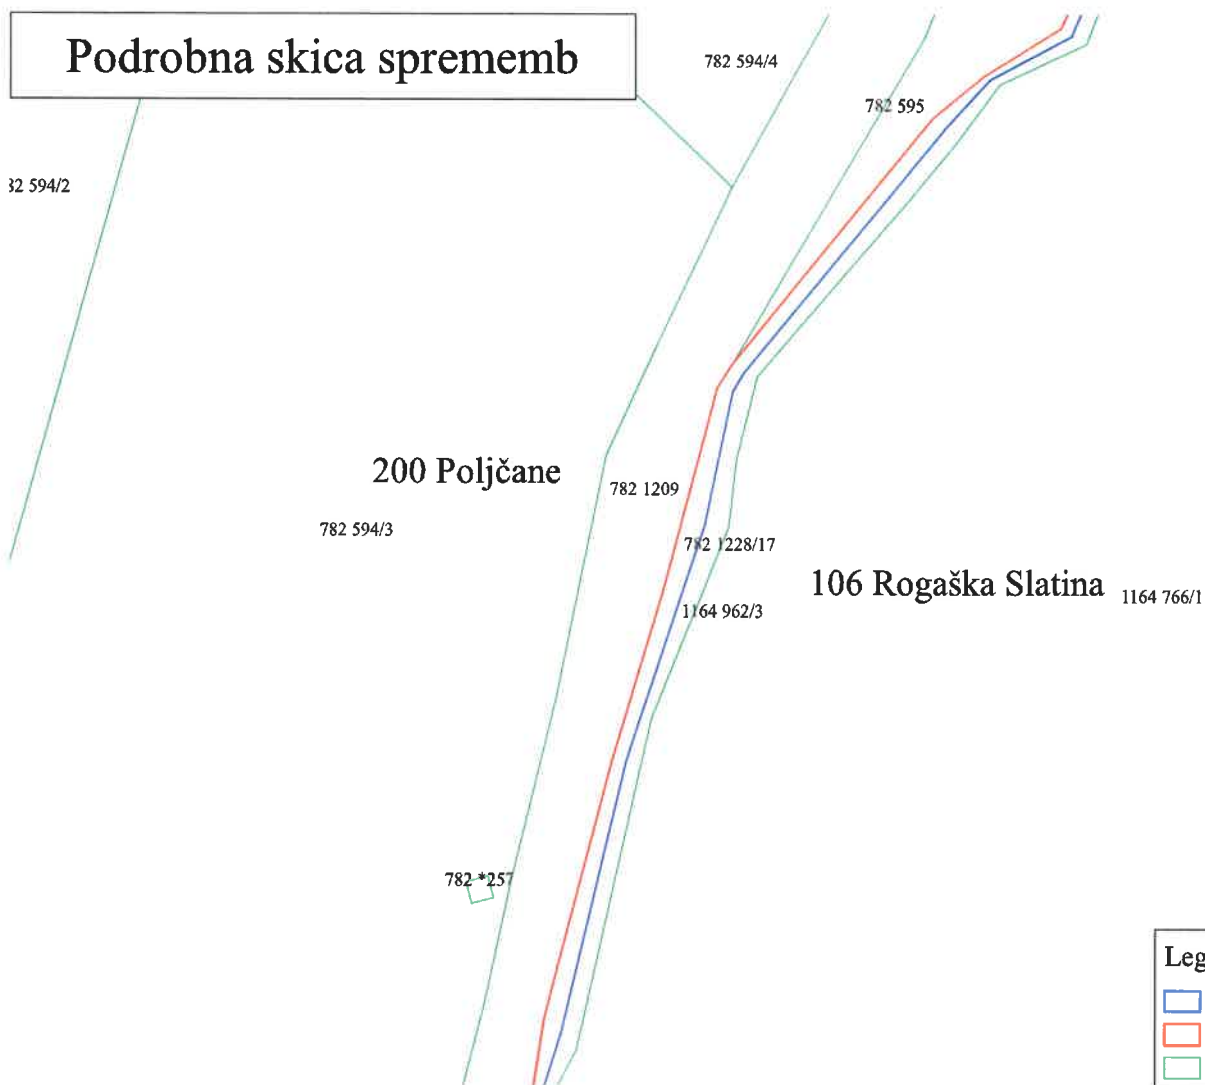 Podrobna skica sprememb
782 594/4
782 595
32 594/2
200 Poljčane
782 1209
782 594/3
782 1228/17
106 Rogaška Slatina
1164 766/1
1164 962/3
782 *257
Leg